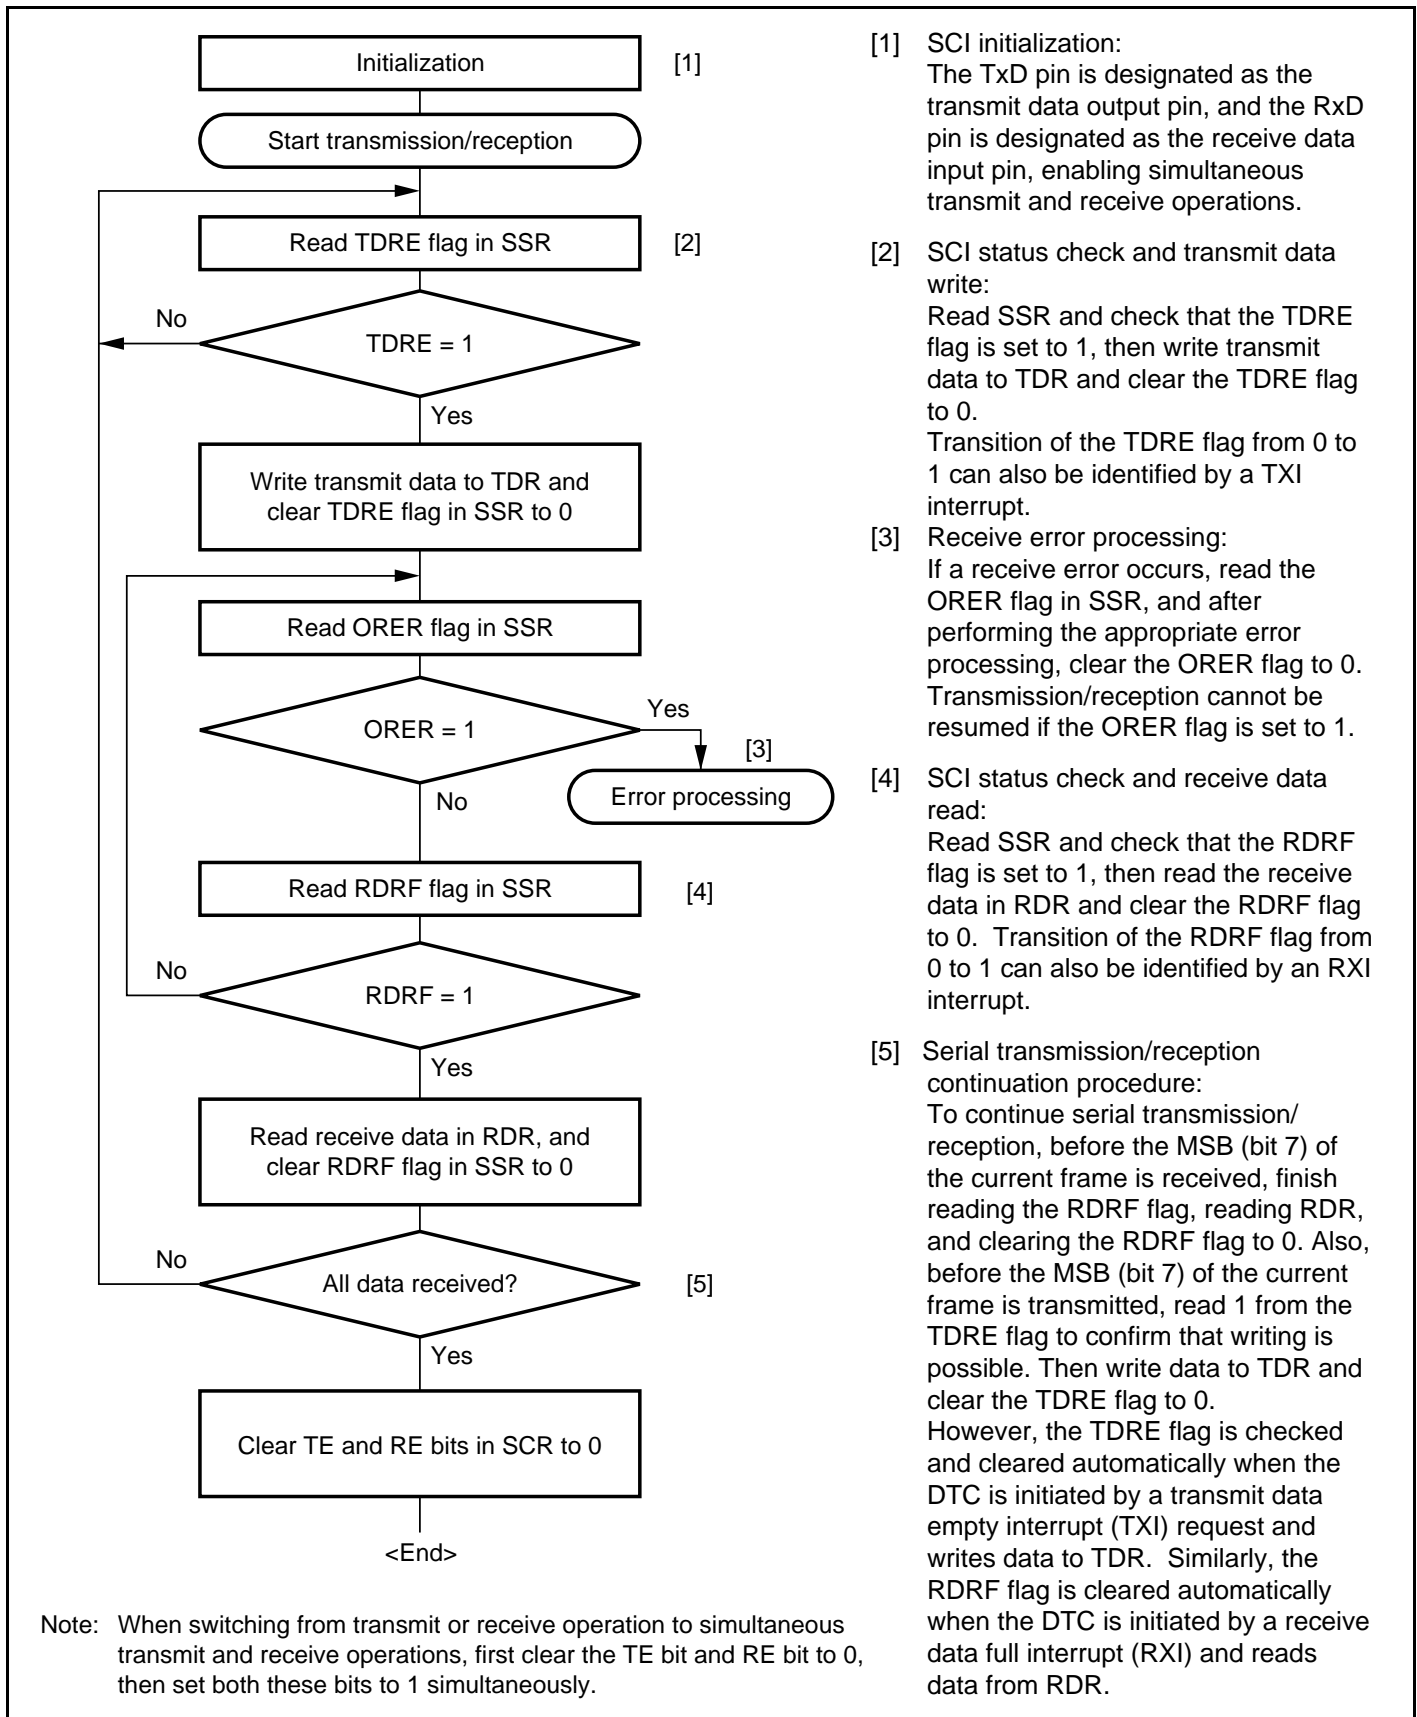 Initialization
[1]
Start transmission/reception
Read TDRE flag in SSR
[2]
No
TDRE = 1
Yes
Write transmit data to TDR and
clear TDRE flag in SSR to 0
Read ORER flag in SSR
ORER = 1
Yes
[3]
Error processing
No
Read RDRF flag in SSR
[4]
No
RDRF = 1
Yes
Read receive data in RDR, and
clear RDRF flag in SSR to 0
No
All data received?
[5]
Yes
Clear TE and RE bits in SCR to 0
<End>
Note: When switching from transmit or receive operation to simultaneous
transmit and receive operations, first clear the TE bit and RE bit to 0,
then set both these bits to 1 simultaneously.
[1] SCI initialization:
The TxD pin is designated as the
transmit data output pin, and the RxD
pin is designated as the receive data
input pin, enabling simultaneous
transmit and receive operations.
[2] SCI status check and transmit data
write:
Read SSR and check that the TDRE
flag is set to 1, then write transmit
data to TDR and clear the TDRE flag
to 0.
Transition of the TDRE flag from 0 to
1 can also be identified by a TXI
interrupt.
[3] Receive error processing:
If a receive error occurs, read the
ORER flag in SSR, and after
performing the appropriate error
processing, clear the ORER flag to 0.
Transmission/reception cannot be
resumed if the ORER flag is set to 1.
[4] SCI status check and receive data
read:
Read SSR and check that the RDRF
flag is set to 1, then read the receive
data in RDR and clear the RDRF flag
to 0. Transition of the RDRF flag from
0 to 1 can also be identified by an RXI
interrupt.
[5] Serial transmission/reception
continuation procedure:
To continue serial transmission/
reception, before the MSB (bit 7) of
the current frame is received, finish
reading the RDRF flag, reading RDR,
and clearing the RDRF flag to 0. Also,
before the MSB (bit 7) of the current
frame is transmitted, read 1 from the
TDRE flag to confirm that writing is
possible. Then write data to TDR and
clear the TDRE flag to 0.
However, the TDRE flag is checked
and cleared automatically when the
DTC is initiated by a transmit data
empty interrupt (TXI) request and
writes data to TDR. Similarly, the
RDRF flag is cleared automatically
when the DTC is initiated by a receive
data full interrupt (RXI) and reads
data from RDR.